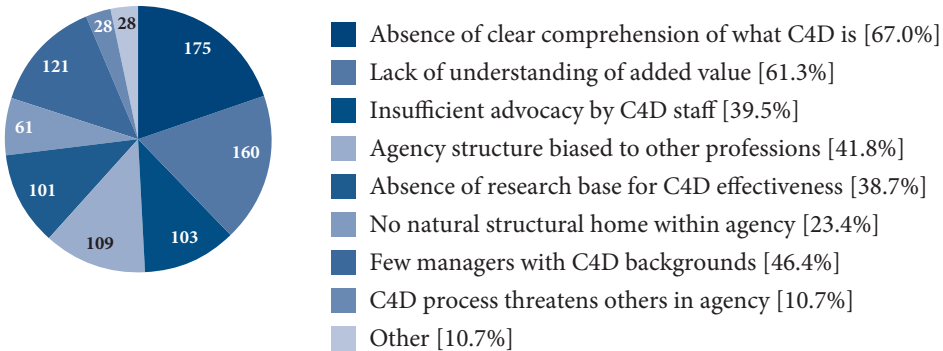 28 28
175
121
61
160
101
109
103
Absence of clear comprehension of what C4D is [67.0%]
Lack of understanding of added value [61.3%]
Insufficient advocacy by C4D staff [39.5%]
Agency structure biased to other professions [41.8%]
Absence of research base for C4D effectiveness [38.7%]
No natural structural home within agency [23.4%]
Few managers with C4D backgrounds [46.4%]
C4D process threatens others in agency [10.7%]
Other [10.7%]